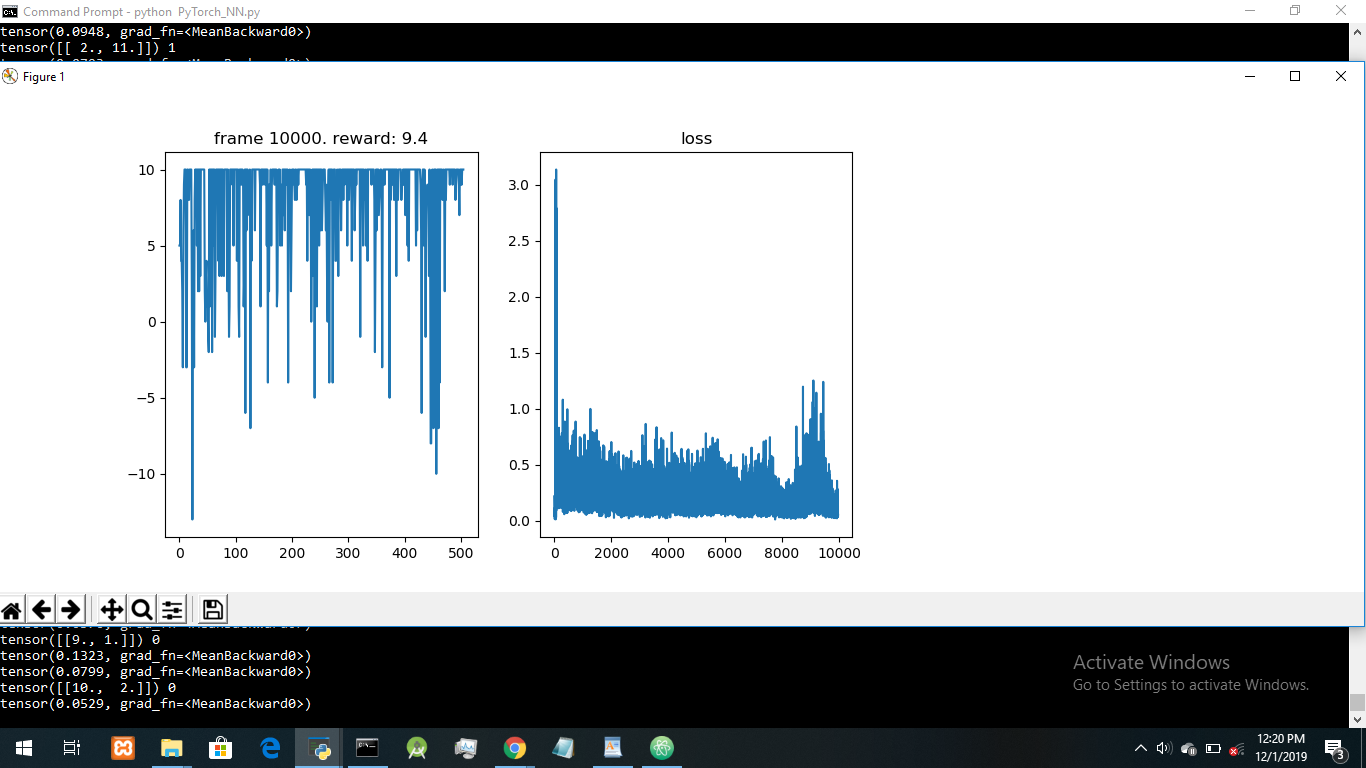 Command Prompt - python PyTorch_NN.py
tensor(0.0948, grad_fn=<MeanBackward0>)
tensor([[ 2., 11.]]) 1
Figure 1
frame 10000. reward: 9.4
loss
10
5
0
−5
−10
0 100 200 300 400 500
3.0
2.5
2.0
1.5
1.0
0.5
0.0
0 2000 4000 6000 8000 10000
tensor([[9., 1.]]) 0
tensor(0.1323, grad_fn=<MeanBackward0>)
tensor(0.0799, grad_fn=<MeanBackward0>)
tensor([[10., 2.]]) 0
tensor(0.0529, grad_fn=<MeanBackward0>)
Activate Windows
Go to Settings to activate Windows.
12:20 PM
12/1/2019
3